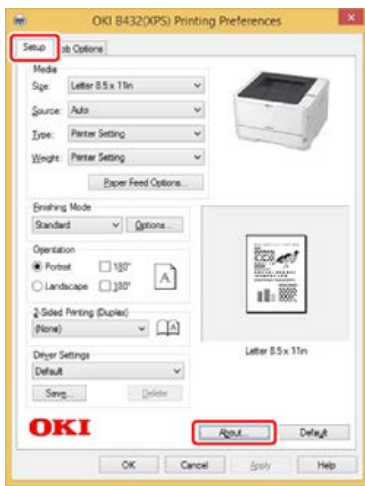 OKI B432(XPS) Printing Preferences
Setup Job Options
Media
Size: Letter 8.5 x 11in
Source: Auto
Type: Printer Setting
Weight: Printer Setting
Paper Feed Options...
Finishing Mode
Standard Options...
Orientation
Portrait 180°
Landscape 180°
A
2-Sided Printing (Duplex)
(None)
A
Letter 8.5 x 11in
Driver Settings
Default
Save... Delete
OKI About... Default
OK Cancel Apply Help